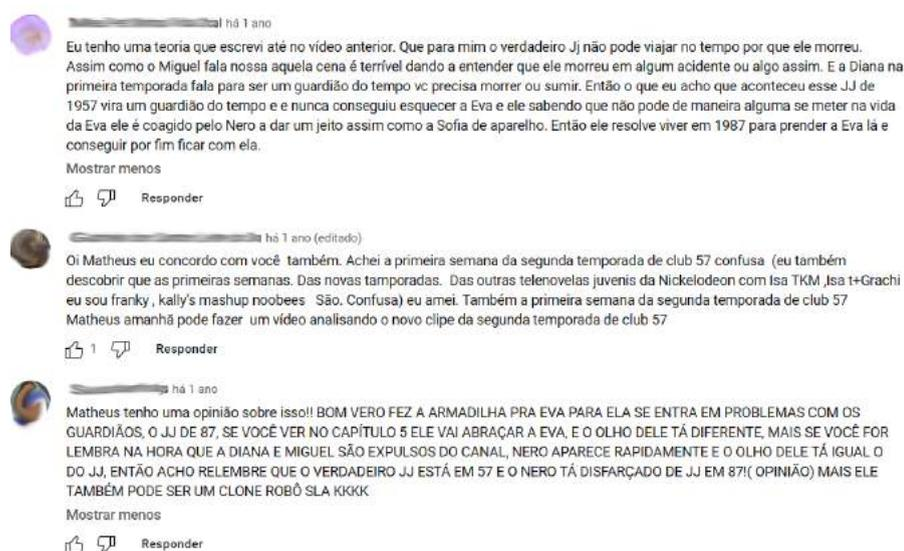 há 1 ano
Eu tenho uma teoria que escrevi até no vídeo anterior. Que para mim o verdadeiro Jj não pode viajar no tempo por que ele morreu.
Assim como o Miguel fala nossa aquela cena é terrível dando a entender que ele morreu em algum acidente ou algo assim. E a Diana na
primeira temporada fala para ser um guardião do tempo vc precisa morrer ou sumir. Então o que eu acho que aconteceu esse JJ de
1957 vira um guardião do tempo e e nunca conseguiu esquecer a Eva e ele sabendo que não pode de maneira alguma se meter na vida
da Eva ele é coagido pelo Nero a dar um jeito assim como a Sofia de aparelho. Então ele resolve viver em 1987 para prender a Eva lá e
conseguir por fim ficar com ela.
Mostrar menos
Responder
há 1 ano (editado)
Oi Matheus eu concordo com você também. Achei a primeira semana da segunda temporada de club 57 confusa (eu também
descobrir que as primeiras semanas. Das novas tamporadas. Das outras telenovelas juvenis da Nickelodeon com Isa TKM ,Isa t+Grachi
eu sou franky , kally's mashup noobees São. Confusa) eu amei. Também a primeira semana da segunda temporada de club 57
Matheus amanhã pode fazer um vídeo analisando o novo clipe da segunda temporada de club 57
1 Responder
há 1 ano
Matheus tenho uma opinião sobre isso!! BOM VERO FEZ A ARMADILHA PRA EVA PARA ELA SE ENTRA EM PROBLEMAS COM OS
GUARDIÃOS, O JJ DE 87, SE VOCÊ VER NO CAPÍTULO 5 ELE VAI ABRAÇAR A EVA, E O OLHO DELE TÁ DIFERENTE, MAIS SE VOCÊ FOR
LEMBRA NA HORA QUE A DIANA E MIGUEL SÃO EXPULSOS DO CANAL, NERO APARECE RAPIDAMENTE E O OLHO DELE TÁ IGUAL O
DO JJ, ENTÃO ACHO RELEMBRE QUE O VERDADEIRO JJ ESTÁ EM 57 E O NERO TÁ DISFARÇADO DE JJ EM 87!( OPINIÃO) MAIS ELE
TAMBÉM PODE SER UM CLONE ROBÔ SLA KKKK
Mostrar menos
Responder